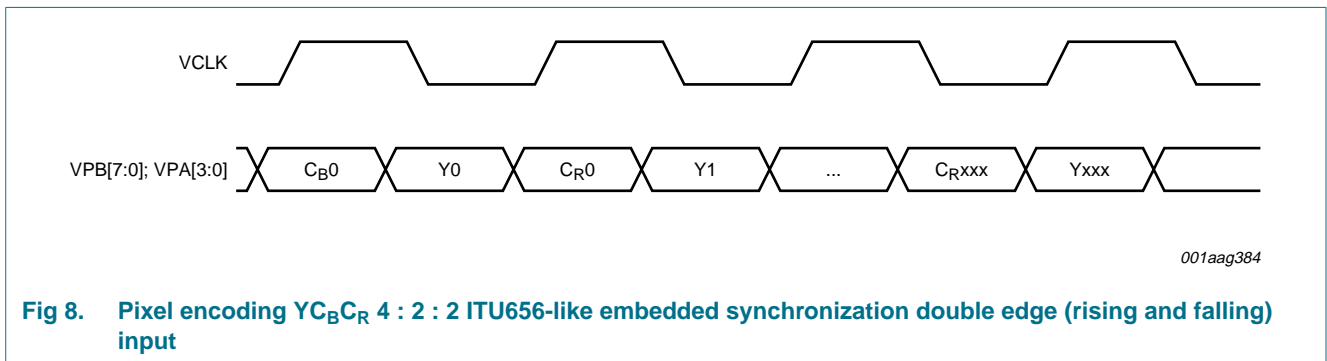 VCLK
VPB[7:0]; VPA[3:0] CB0 Y0 CR0 Y1 ... CRxxx Yxxx
001aag384
Fig 8. Pixel encoding YCBCR 4 : 2 : 2 ITU656-like embedded synchronization double edge (rising and falling)
input